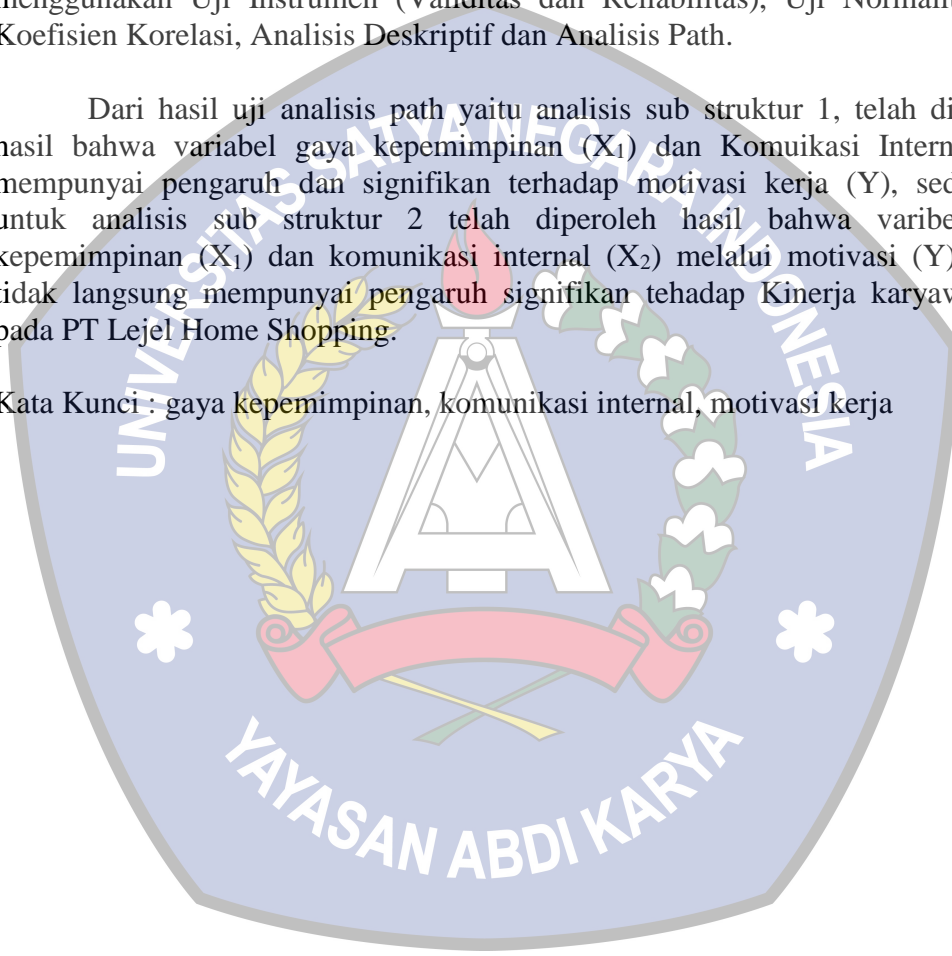 menggunakan Uji Instrumen (Validitas dan Reliabilitas), Uji
Koefisien Korelasi, Analisis Deskriptif dan Analisis Path.
Dari hasil uji analisis path yaitu analisis sub struktur 1, telah di
hasil bahwa variabel gaya kepemimpinan (X₁) dan Komuikasi Intern
mempunyai pengaruh dan signifikan terhadap motivasi kerja (Y), sed
untuk analisis sub struktur 2 telah diperoleh hasil bahwa varibe
kepemimpinan (X₁) dan komunikasi internal (X₂) melalui motivasi (Y)
tidak langsung mempunyai pengaruh signifikan tehadap Kinerja karyaw
pada PT Lejel Home Shopping.
Kata Kunci : gaya kepemimpinan, komunikasi internal, motivasi kerja
UNIVERSITAS SATYA NEGARA INDONESIA
YAYASAN ABDI KARYA